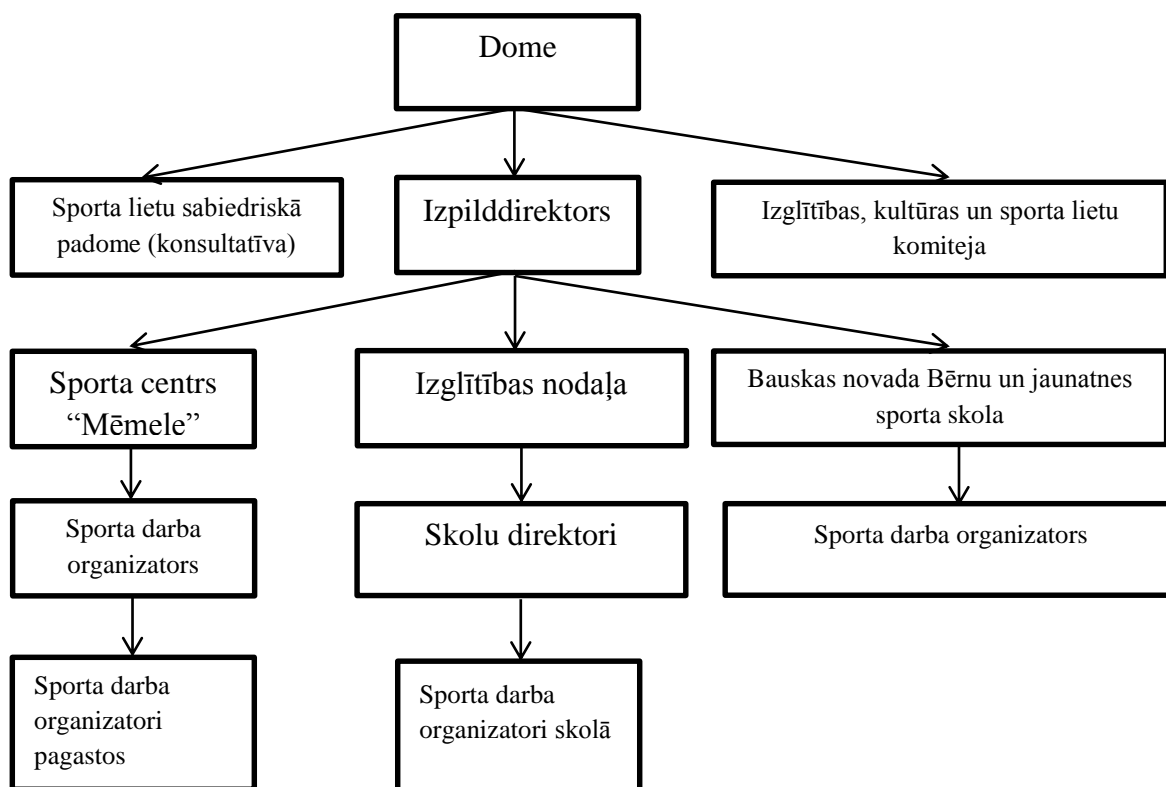 Dome
Sporta lietu sabiedriskā
padome (konsultatīva)
Izpilddirektors
Izglītības, kultūras un sporta lietu
komiteja
Sporta centrs
“Mēmele”
Izglītības nodaļa
Bauskas novada Bērnu un jaunatnes
sporta skola
Sporta darba
organizators
Skolu direktori
Sporta darba organizators
Sporta darba
organizatori
pagastos
Sporta darba
organizatori skolā